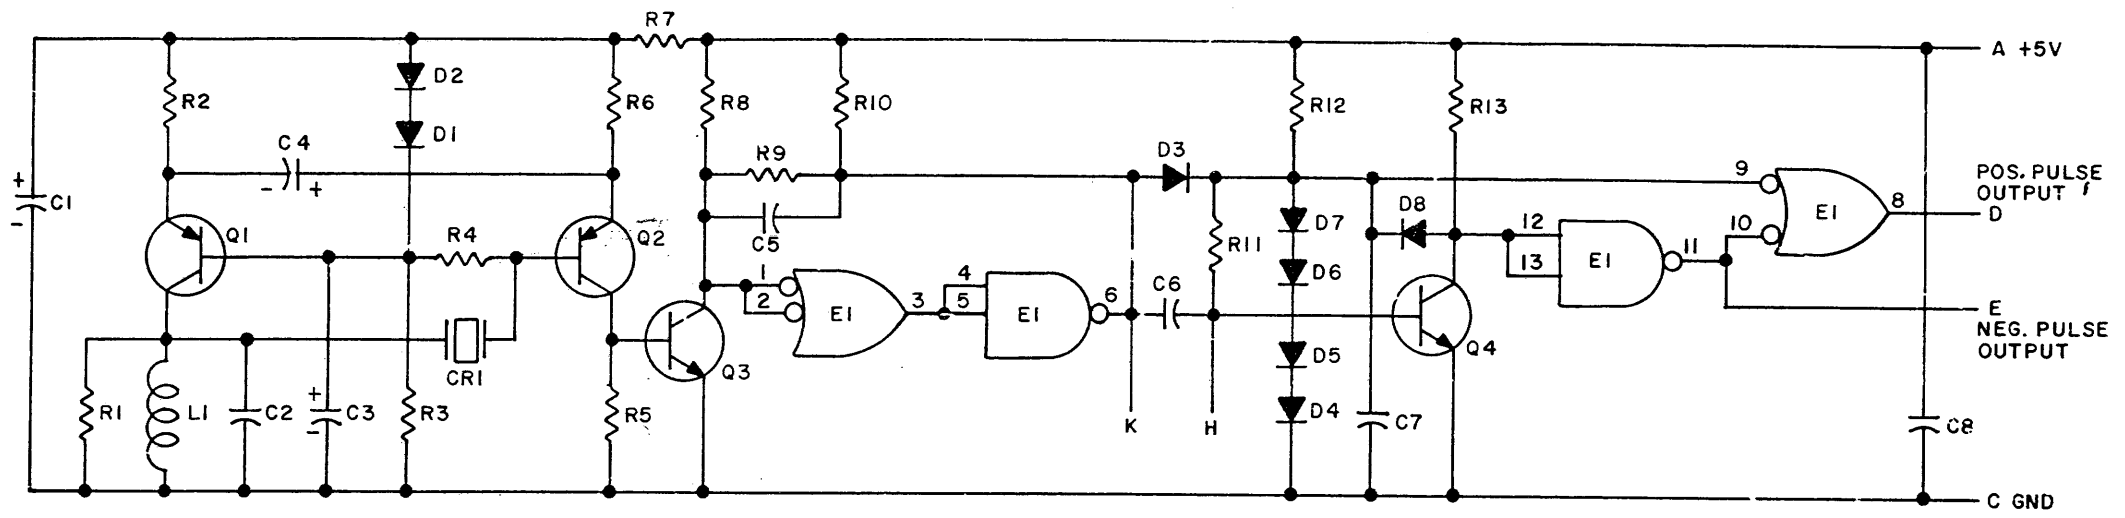 R7
A +5V
R2
D2
R6
R8
R10
R12
R13
D1
C4
- +
R9
D3
9
POS. PULSE
OUTPUT
+
C1
-
D8
10
E1
8
D
Q1
R4
Q2
C5
R11
D7
12
11
1
2
E1
3
4
5
E1
6
C6
D6
13
E1
E
NEG. PULSE
OUTPUT
CR1
Q3
D5
Q4
R1
L1
C2
+
C3
-
R3
R5
K
H
D4
C7
C8
C GND